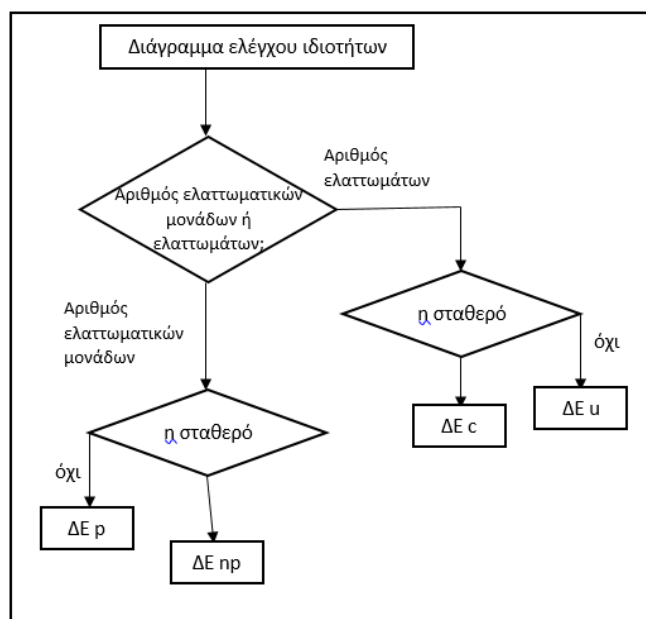 Διάγραμμα ελέγχου ιδιοτήτων
Αριθμός
ελαττωμάτων
Αριθμός ελαττωματικών
μονάδων ή
ελαττωμάτων;
Αριθμός
ελαττωματικών
μονάδων
η σταθερό
όχι
ΔΕ c
ΔΕ u
η σταθερό
όχι
ΔΕ p
ΔΕ np